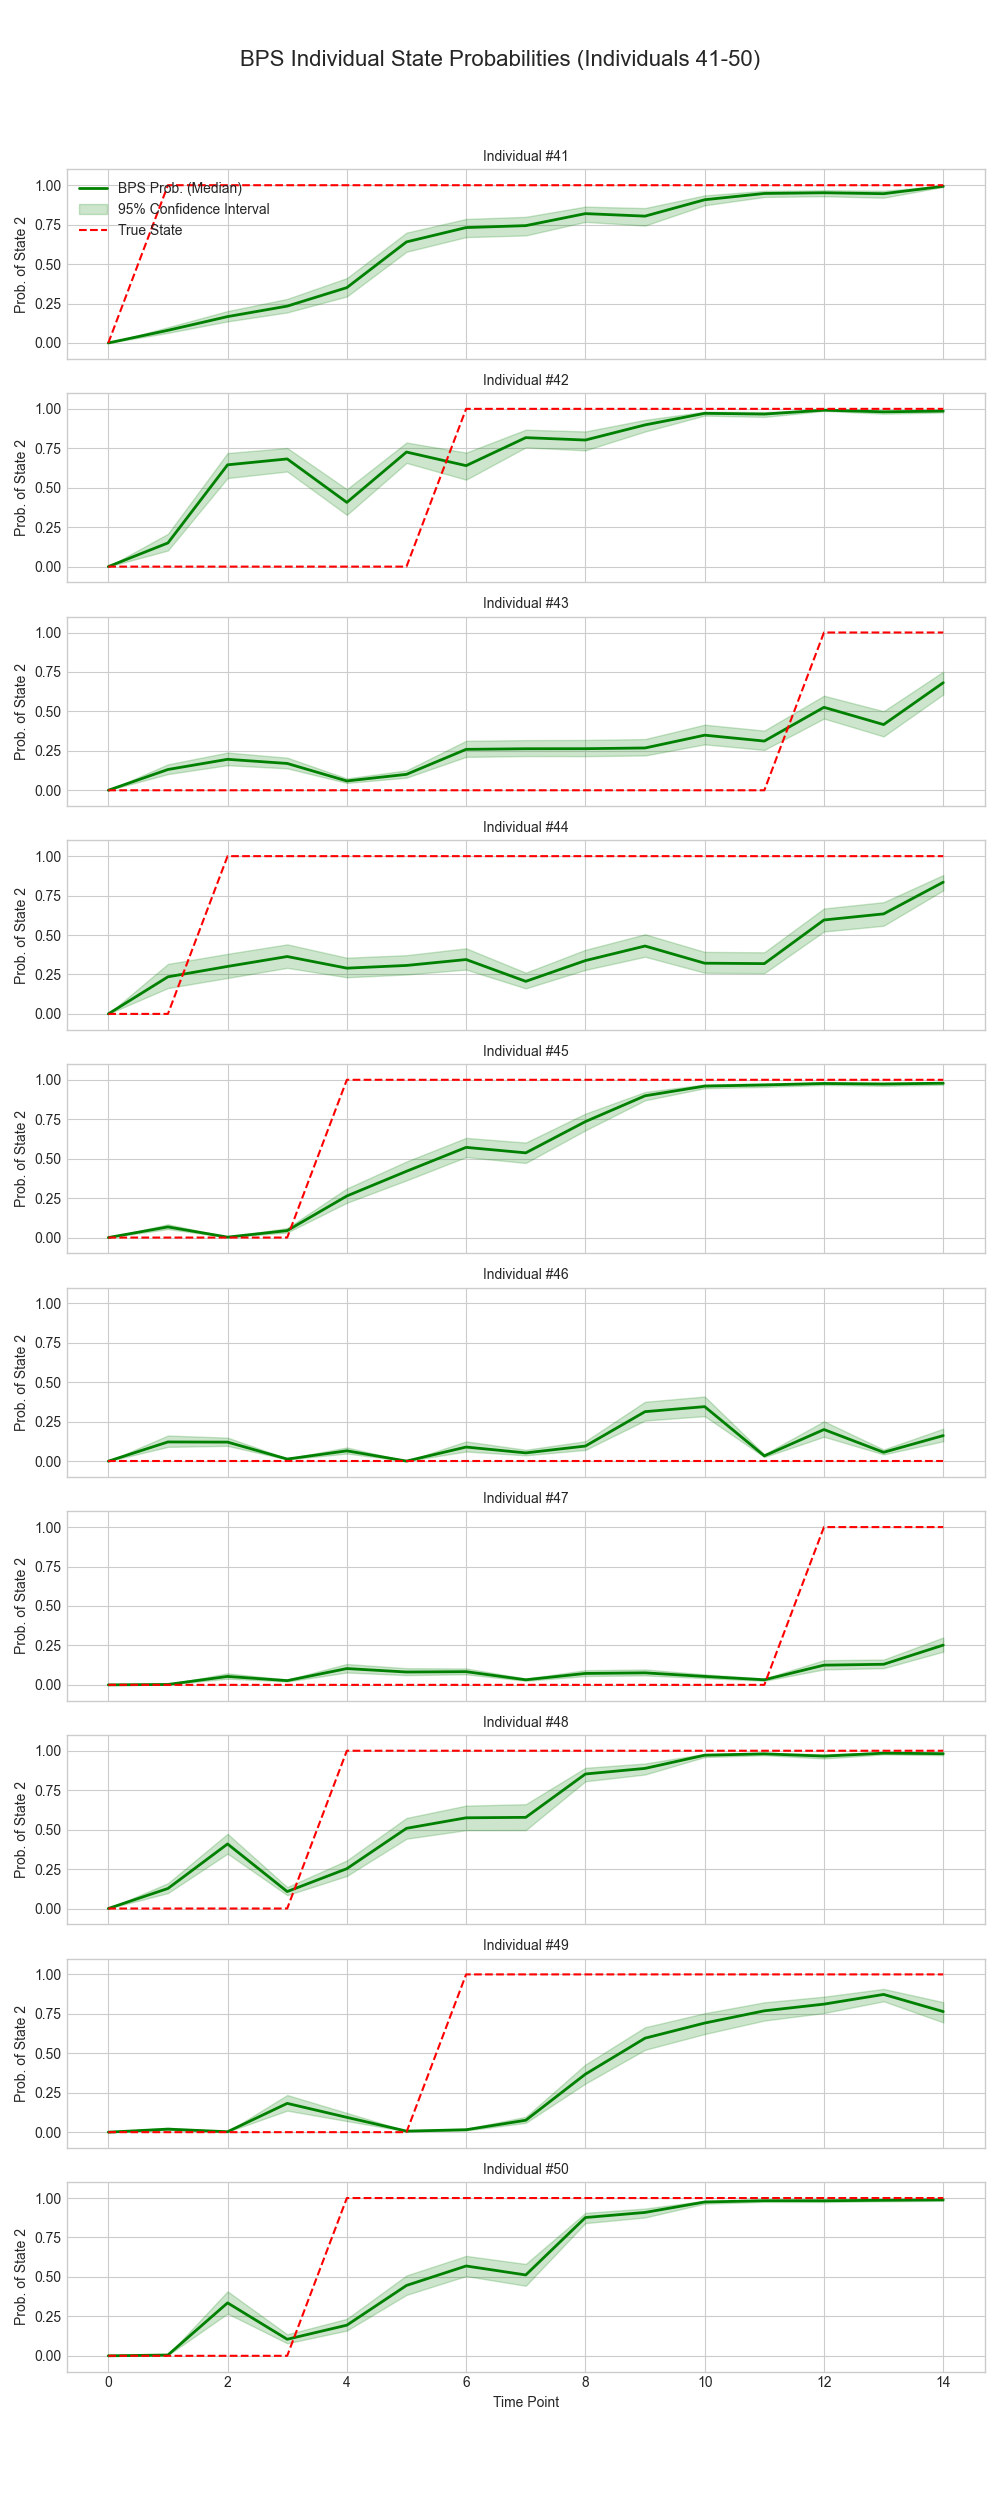 BPS Individual State Probabilities (Individuals 41-50)
Individual #41
BPS Prob. (Median)
95% Confidence Interval
True State
Prob. of State 2
1.00
0.75
0.50
0.25
0.00
Individual #42
Prob. of State 2
1.00
0.75
0.50
0.25
0.00
Individual #43
Prob. of State 2
1.00
0.75
0.50
0.25
0.00
Individual #44
Prob. of State 2
1.00
0.75
0.50
0.25
0.00
Individual #45
Prob. of State 2
1.00
0.75
0.50
0.25
0.00
Individual #46
Prob. of State 2
1.00
0.75
0.50
0.25
0.00
Individual #47
Prob. of State 2
1.00
0.75
0.50
0.25
0.00
Individual #48
Prob. of State 2
1.00
0.75
0.50
0.25
0.00
Individual #49
Prob. of State 2
1.00
0.75
0.50
0.25
0.00
Individual #50
Prob. of State 2
1.00
0.75
0.50
0.25
0.00
0 2 4 6 8 10 12 14
Time Point